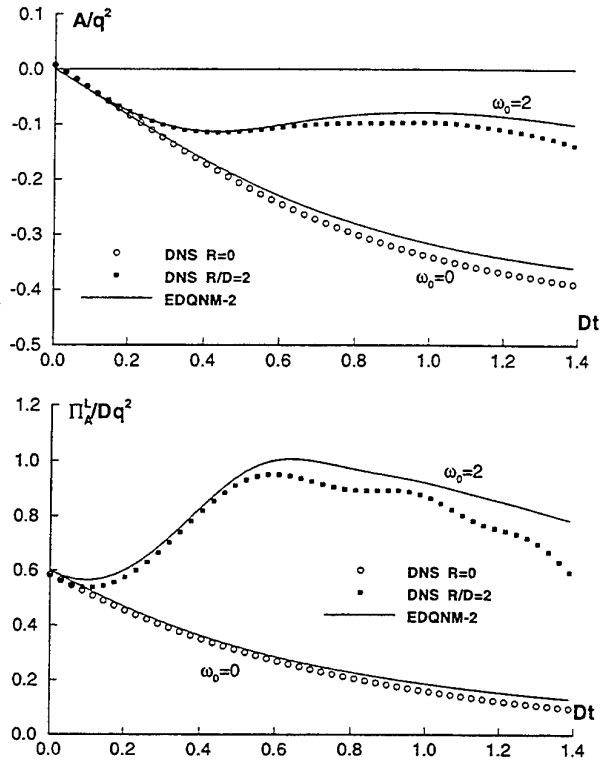 A/q²
0.1
0.0
-0.1
-0.2
-0.3
-0.4
-0.5
ω₀=2
ω₀=0
DNS R=0
DNS R/D=2
EDQNM-2
Dt
0.0 0.2 0.4 0.6 0.8 1.0 1.2 1.4
Π_A^L/Dq²
1.2
1.0
0.8
0.6
0.4
0.2
0.0
ω₀=2
DNS R=0
DNS R/D=2
EDQNM-2
ω₀=0
Dt
0.0 0.2 0.4 0.6 0.8 1.0 1.2 1.4